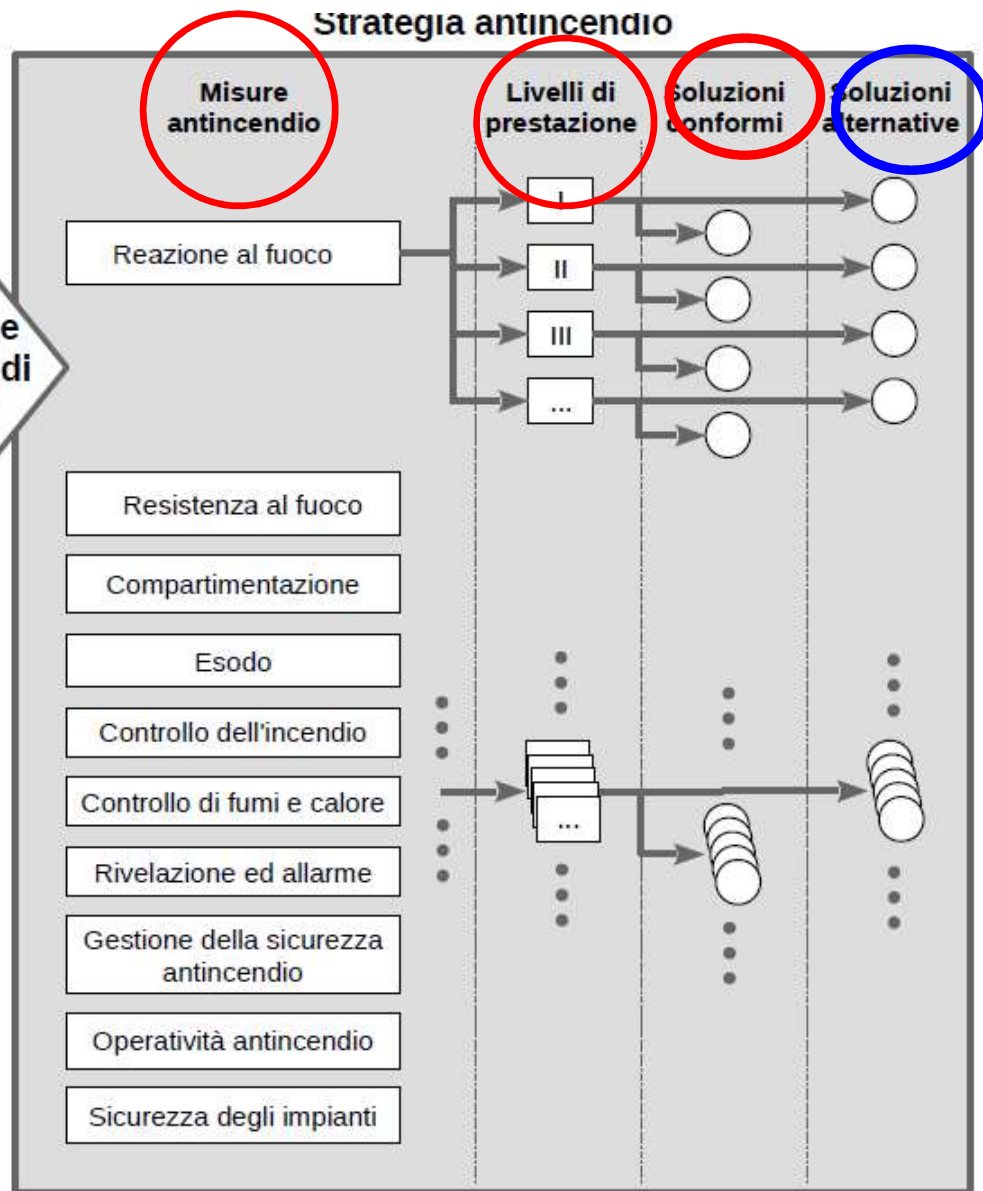 Strategia antincendio
Misure
antincendio
Livelli di
prestazione
Soluzioni
conformi
Soluzioni
alternative
I
Reazione al fuoco
II
III
...
e
di
Resistenza al fuoco
Compartimentazione
Esodo
Controllo dell'incendio
Controllo di fumi e calore
...
Rivelazione ed allarme
Gestione della sicurezza
antincendio
Operatività antincendio
Sicurezza degli impianti